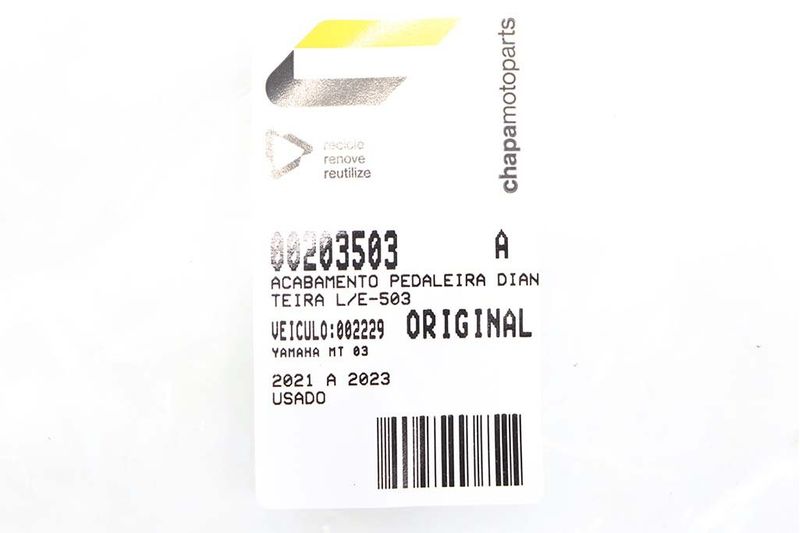 chapamotoparts
recicle
renove
reutilize
00203503 A
ACABAMENTO PEDALEIRA DIAN
TEIRA L/E-503
VEICULO:002229 ORIGINAL
YAMAHA MT 03
2021 A 2023
USADO